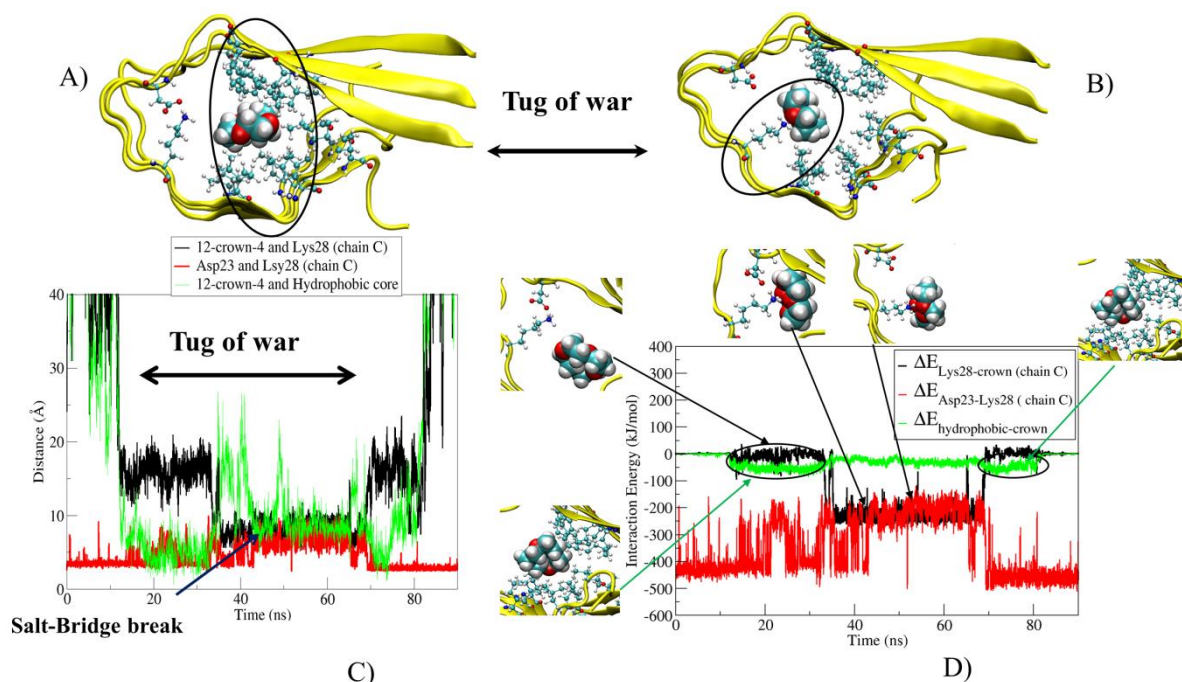 A)
Tug of war
B)
12-crown-4 and Lys28 (chain C)
Asp23 and Lsy28 (chain C)
12-crown-4 and Hydrophobic core
Tug of war
40
30
20
10
5
0
Distance (Å)
0 20 40 60 80
Time (ns)
Salt-Bridge break
C)
ΔE Lys28-crown (chain C)
ΔE Asp23-Lys28 ( chain C)
ΔE hydrophobic-crown
400
300
200
100
0
-100
-200
-300
-400
-500
-600
Interaction Energy (kJ/mol)
0 20 40 60 80
Time (ns)
D)